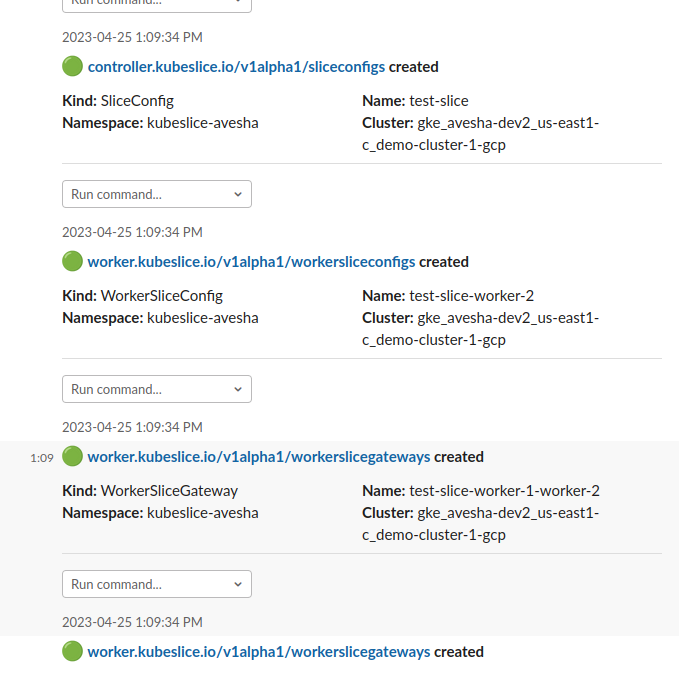 Run command...
2023-04-25 1:09:34 PM
controller.kubeslice.io/v1alpha1/sliceconfigs created
Kind: SliceConfig
Name: test-slice
Namespace: kubeslice-avesha
Cluster: gke_avesha-dev2_us-east1-
c_demo-cluster-1-gcp
Run command...
2023-04-25 1:09:34 PM
worker.kubeslice.io/v1alpha1/workersliceconfigs created
Kind: WorkerSliceConfig
Name: test-slice-worker-2
Namespace: kubeslice-avesha
Cluster: gke_avesha-dev2_us-east1-
c_demo-cluster-1-gcp
Run command...
2023-04-25 1:09:34 PM
1:09
worker.kubeslice.io/v1alpha1/workerslicegateways created
Kind: WorkerSliceGateway
Name: test-slice-worker-1-worker-2
Namespace: kubeslice-avesha
Cluster: gke_avesha-dev2_us-east1-
c_demo-cluster-1-gcp
Run command...
2023-04-25 1:09:34 PM
worker.kubeslice.io/v1alpha1/workerslicegateways created